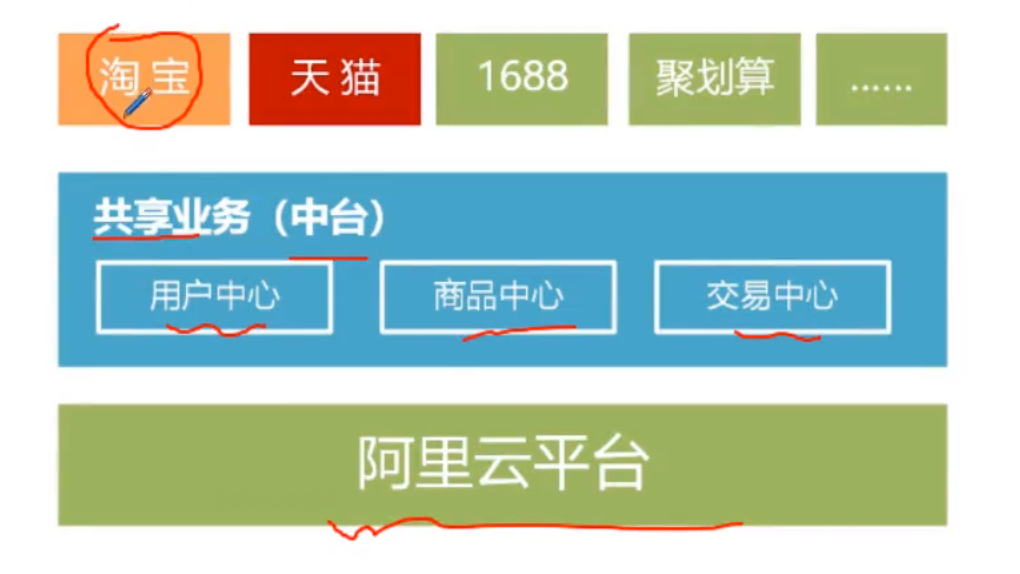 淘宝 天猫 1688 聚划算 ......
共享业务（中台）
用户中心 商品中心 交易中心
阿里云平台